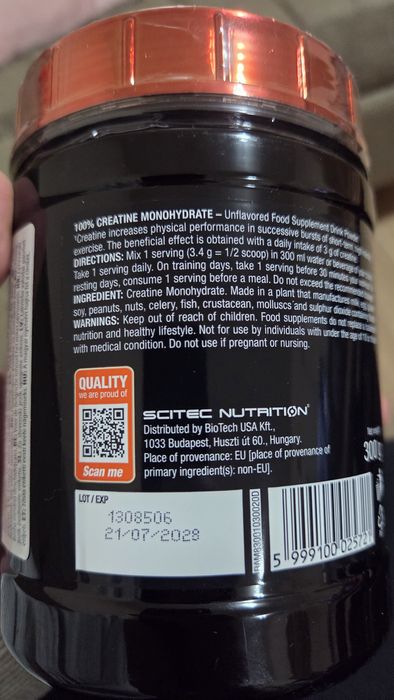 100% CREATINE MONOHYDRATE – Unflavored Food Supplement Drink
¹Creatine increases physical performance in successive bursts of short-term
exercise. The beneficial effect is obtained with a daily intake of 3 g of creatine.
DIRECTIONS: Mix 1 serving (3.4 g = 1/2 scoop) in 300 ml water or beverage of
Take 1 serving daily. On training days, take 1 serving before 30 minutes
resting days, consume 1 serving before a meal. Do not exceed the
INGREDIENT: Creatine Monohydrate. Made in a plant that manufactures milk,
soy, peanuts, nuts, celery, fish, crustacean, molluscs and sulphur dioxide
WARNINGS: Keep out of reach of children. Food supplements do not replace
nutrition and healthy lifestyle. Not for use by individuals with under the age of
with medical condition. Do not use if pregnant or nursing.
QUALITY
we are proud of
Scan me
SCITEC NUTRITION
Distributed by BioTech USA Kft.,
1033 Budapest, Huszti út 60., Hungary.
Place of provenance: EU [place of provenance of
primary ingredient(s): non-EU].
300 g
LOT / EXP
1308506
21/07/2028
RAM83001030020D
5 999100 02572